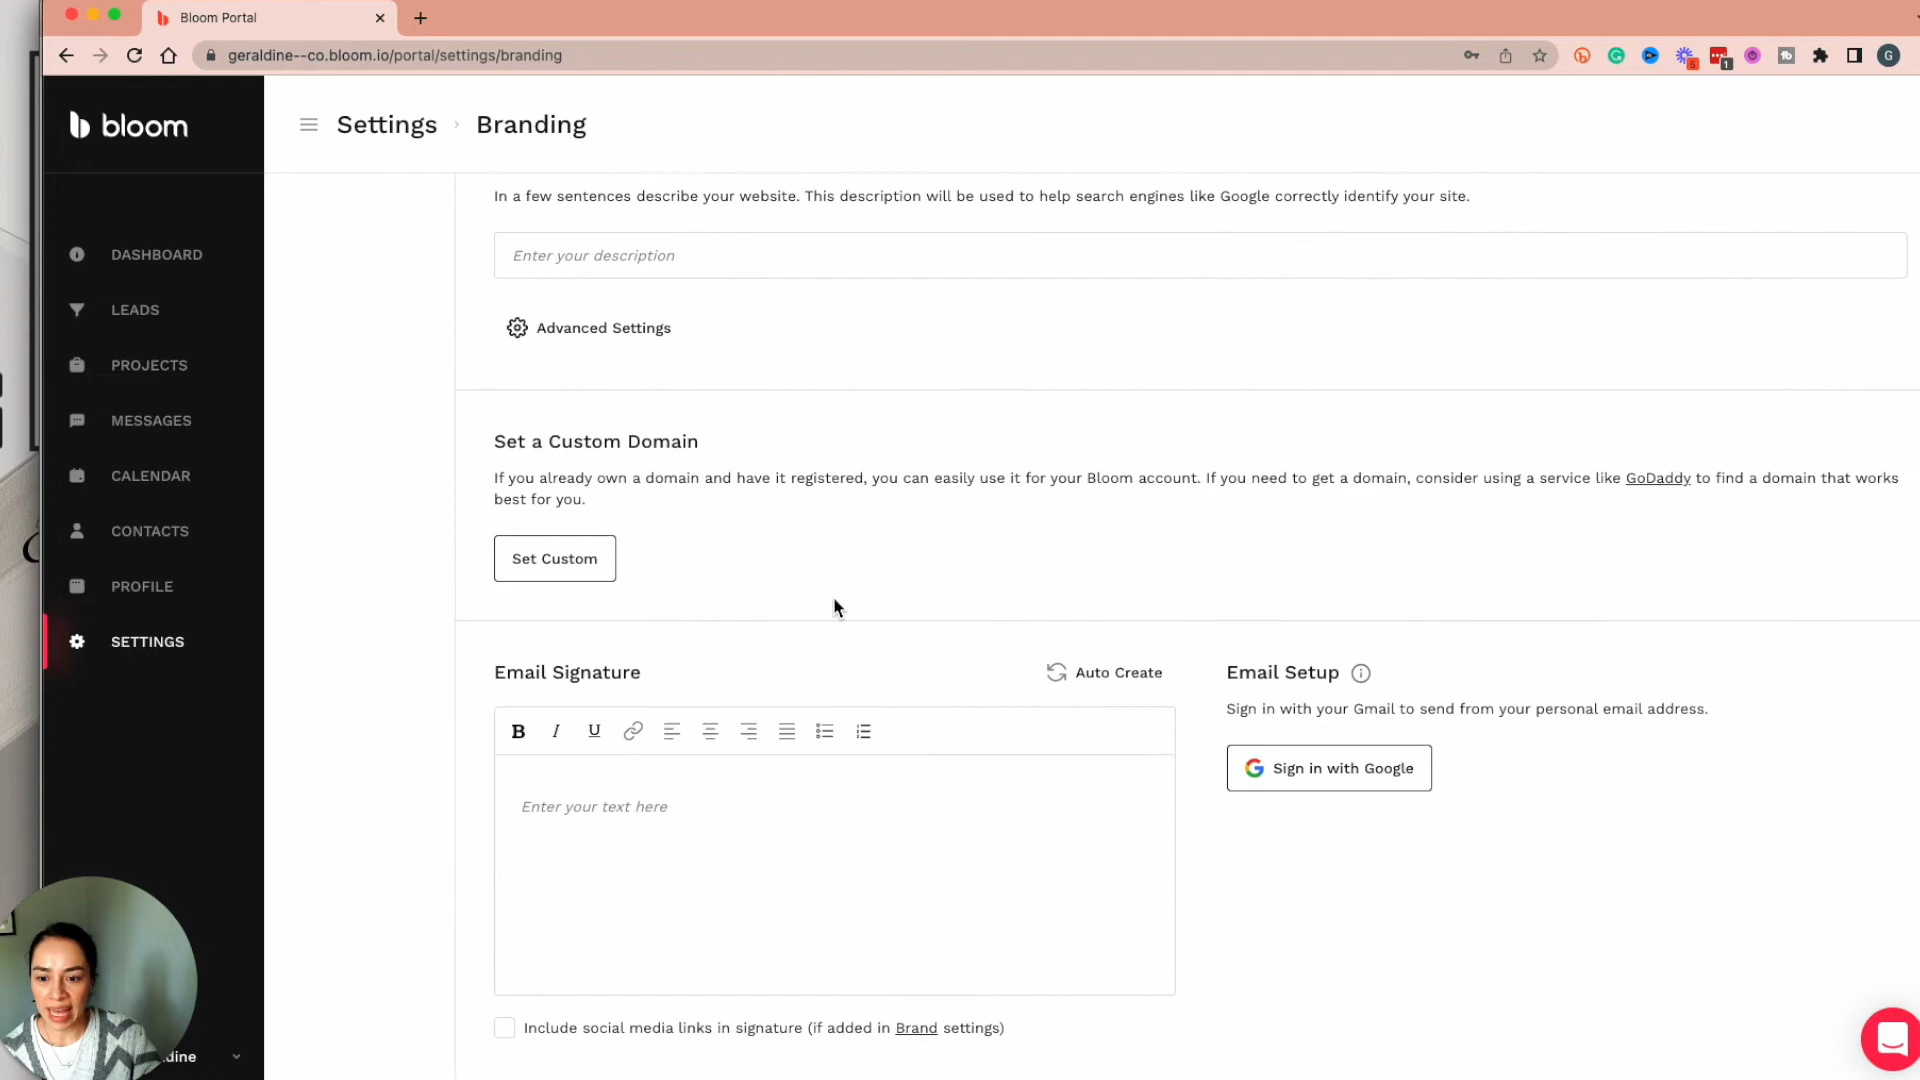 Bloom Portal
geraldine--co.bloom.io/portal/settings/branding
5
1
G
bloom
Settings › Branding
DASHBOARD
LEADS
PROJECTS
MESSAGES
CALENDAR
CONTACTS
PROFILE
SETTINGS
dine
In a few sentences describe your website. This description will be used to help search engines like Google correctly identify your site.
Enter your description
Advanced Settings
Set a Custom Domain
If you already own a domain and have it registered, you can easily use it for your Bloom account. If you need to get a domain, consider using a service like GoDaddy to find a domain that works
best for you.
Set Custom
Email Signature
Auto Create
B I U
Enter your text here
Include social media links in signature (if added in Brand settings)
Email Setup
Sign in with your Gmail to send from your personal email address.
Sign in with Google